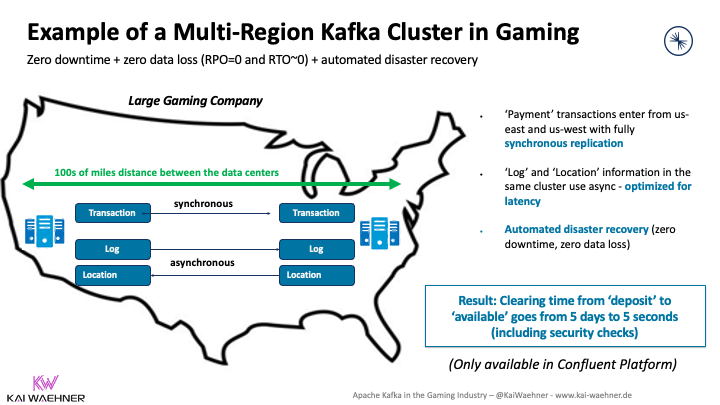 Example of a Multi-Region Kafka Cluster in Gaming
Zero downtime + zero data loss (RPO=0 and RTO~0) + automated disaster recovery
Large Gaming Company
100s of miles distance between the data centers
synchronous
Transaction
Transaction
Log
Log
asynchronous
Location
Location
• ‘Payment’ transactions enter from us-
east and us-west with fully
synchronous replication
• ‘Log’ and ‘Location’ information in the
same cluster use async - optimized for
latency
• Automated disaster recovery (zero
downtime, zero data loss)
Result: Clearing time from ‘deposit’ to
‘available’ goes from 5 days to 5 seconds
(including security checks)
(Only available in Confluent Platform)
KW
KAI WAEHNER
Apache Kafka in the Gaming Industry – @KaiWaehner - www.kai-waehner.de